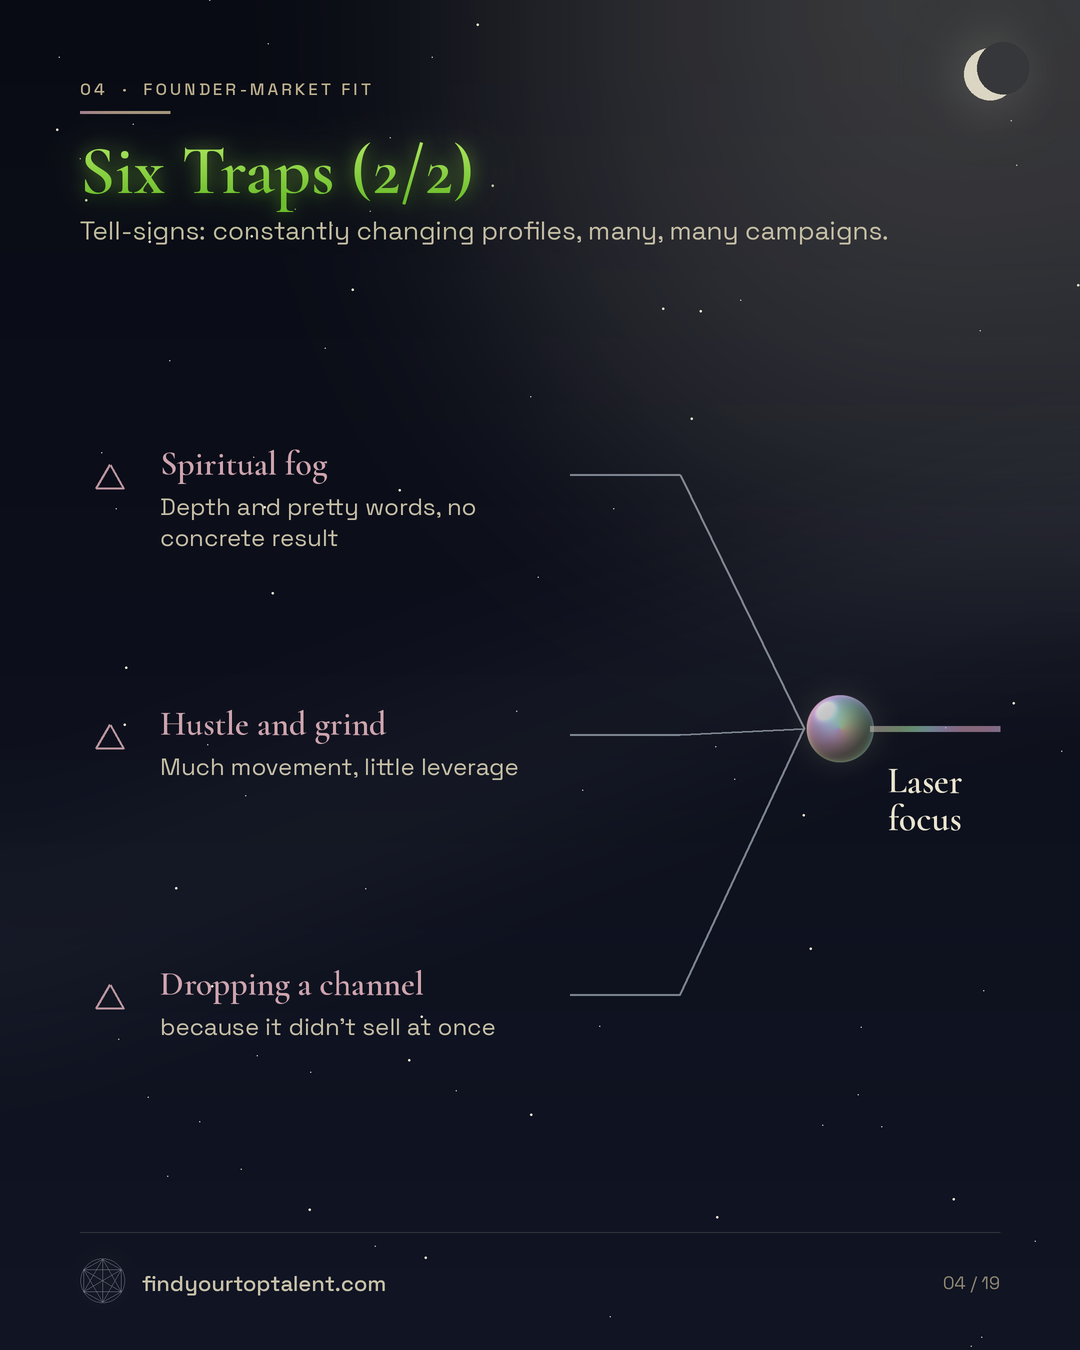 04 · FOUNDER-MARKET FIT
Six Traps (2/2)
Tell-signs: constantly changing profiles, many, many campaigns.
Spiritual fog
Depth and pretty words, no
concrete result
Hustle and grind
Much movement, little leverage
Laser
focus
Dropping a channel
because it didn't sell at once
findyourtoptalent.com
04 / 19